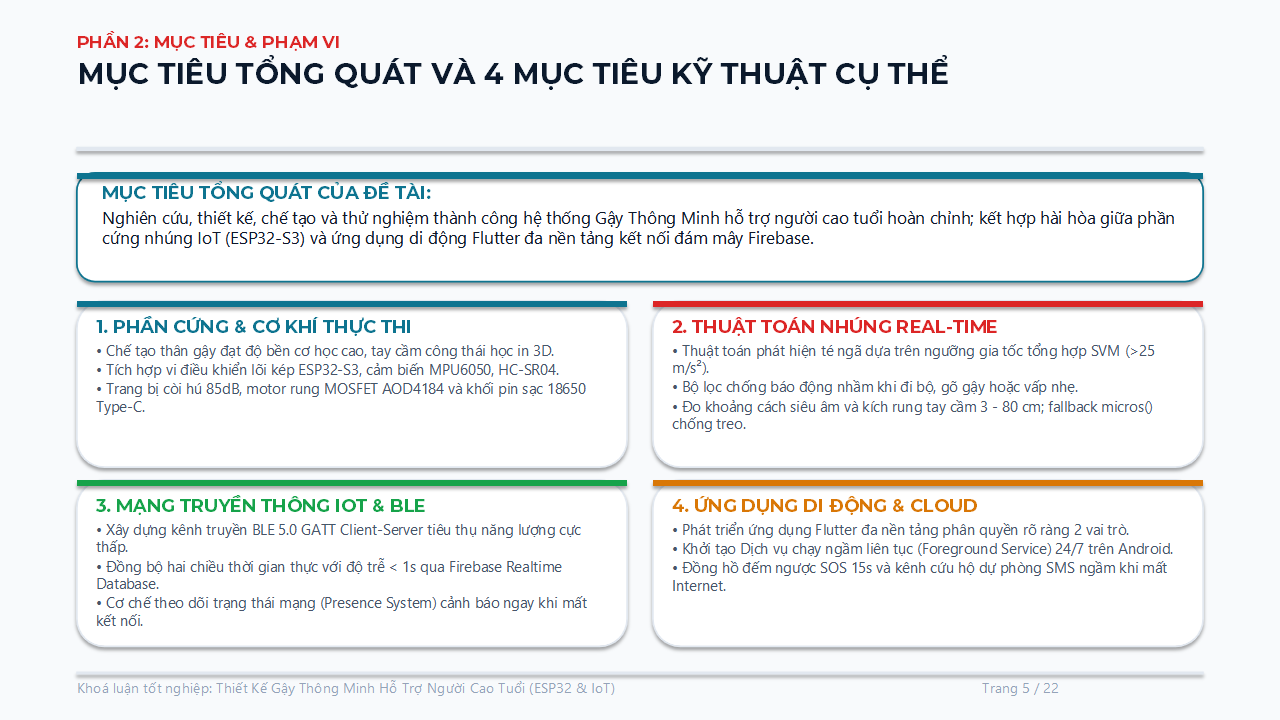 PHẦN 2: MỤC TIÊU & PHẠM VI
MỤC TIÊU TỔNG QUÁT VÀ 4 MỤC TIÊU KỸ THUẬT CỤ THỂ
MỤC TIÊU TỔNG QUÁT CỦA ĐỀ TÀI:
Nghiên cứu, thiết kế, chế tạo và thử nghiệm thành công hệ thống Gậy Thông Minh hỗ trợ người cao tuổi hoàn chỉnh; kết hợp hài hòa giữa phần
cứng nhúng IoT (ESP32-S3) và ứng dụng di động Flutter đa nền tảng kết nối đám mây Firebase.
1. PHẦN CỨNG & CƠ KHÍ THỰC THI
• Chế tạo thân gậy đạt độ bền cơ học cao, tay cầm công thái học in 3D.
• Tích hợp vi điều khiển lõi kép ESP32-S3, cảm biến MPU6050, HC-SR04.
• Trang bị còi hú 85dB, motor rung MOSFET AOD4184 và khối pin sạc 18650
Type-C.
2. THUẬT TOÁN NHÚNG REAL-TIME
• Thuật toán phát hiện té ngã dựa trên ngưỡng gia tốc tổng hợp SVM (>25
m/s²).
• Bộ lọc chống báo động nhầm khi đi bộ, gõ gậy hoặc vấp nhẹ.
• Đo khoảng cách siêu âm và kích rung tay cầm 3 - 80 cm; fallback micros()
chống treo.
3. MẠNG TRUYỀN THÔNG IOT & BLE
• Xây dựng kênh truyền BLE 5.0 GATT Client-Server tiêu thụ năng lượng cực
thấp.
• Đồng bộ hai chiều thời gian thực với độ trễ < 1s qua Firebase Realtime
Database.
• Cơ chế theo dõi trạng thái mạng (Presence System) cảnh báo ngay khi mất
kết nối.
4. ỨNG DỤNG DI ĐỘNG & CLOUD
• Phát triển ứng dụng Flutter đa nền tảng phân quyền rõ ràng 2 vai trò.
• Khởi tạo Dịch vụ chạy ngầm liên tục (Foreground Service) 24/7 trên Android.
• Đồng hồ đếm ngược SOS 15s và kênh cứu hộ dự phòng SMS ngầm khi mất
Internet.
Khoá luận tốt nghiệp: Thiết Kế Gậy Thông Minh Hỗ Trợ Người Cao Tuổi (ESP32 & IoT)
Trang 5 / 22